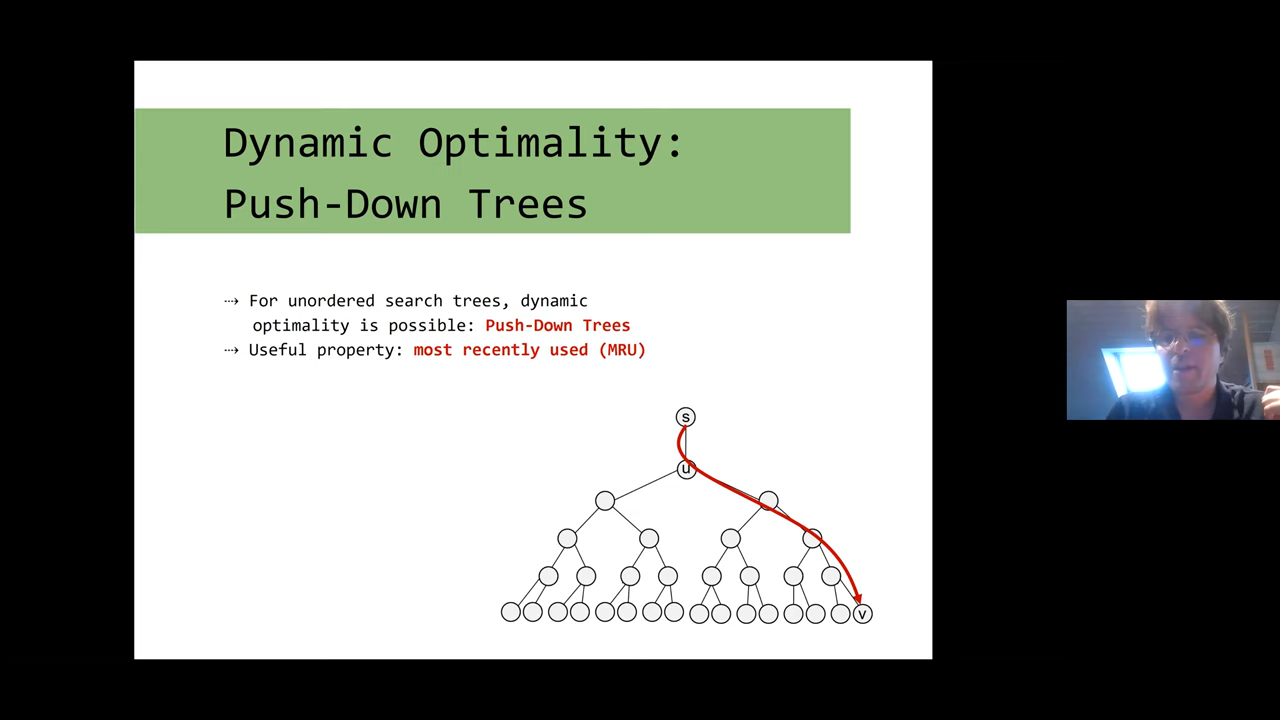 Dynamic Optimality:
Push-Down Trees
⇢ For unordered search trees, dynamic
optimality is possible: Push-Down Trees
⇢ Useful property: most recently used (MRU)
s
u
v